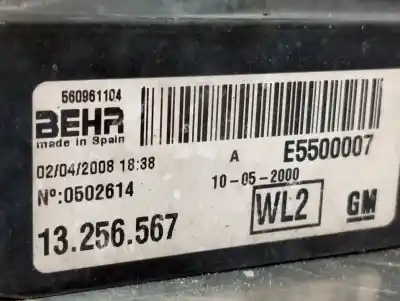 560961104
BEHR
made in Spain
02/04/2008 18:38
A
E5500007
Nº:0502614
10-05-2000
13.256.567
WL2
GM